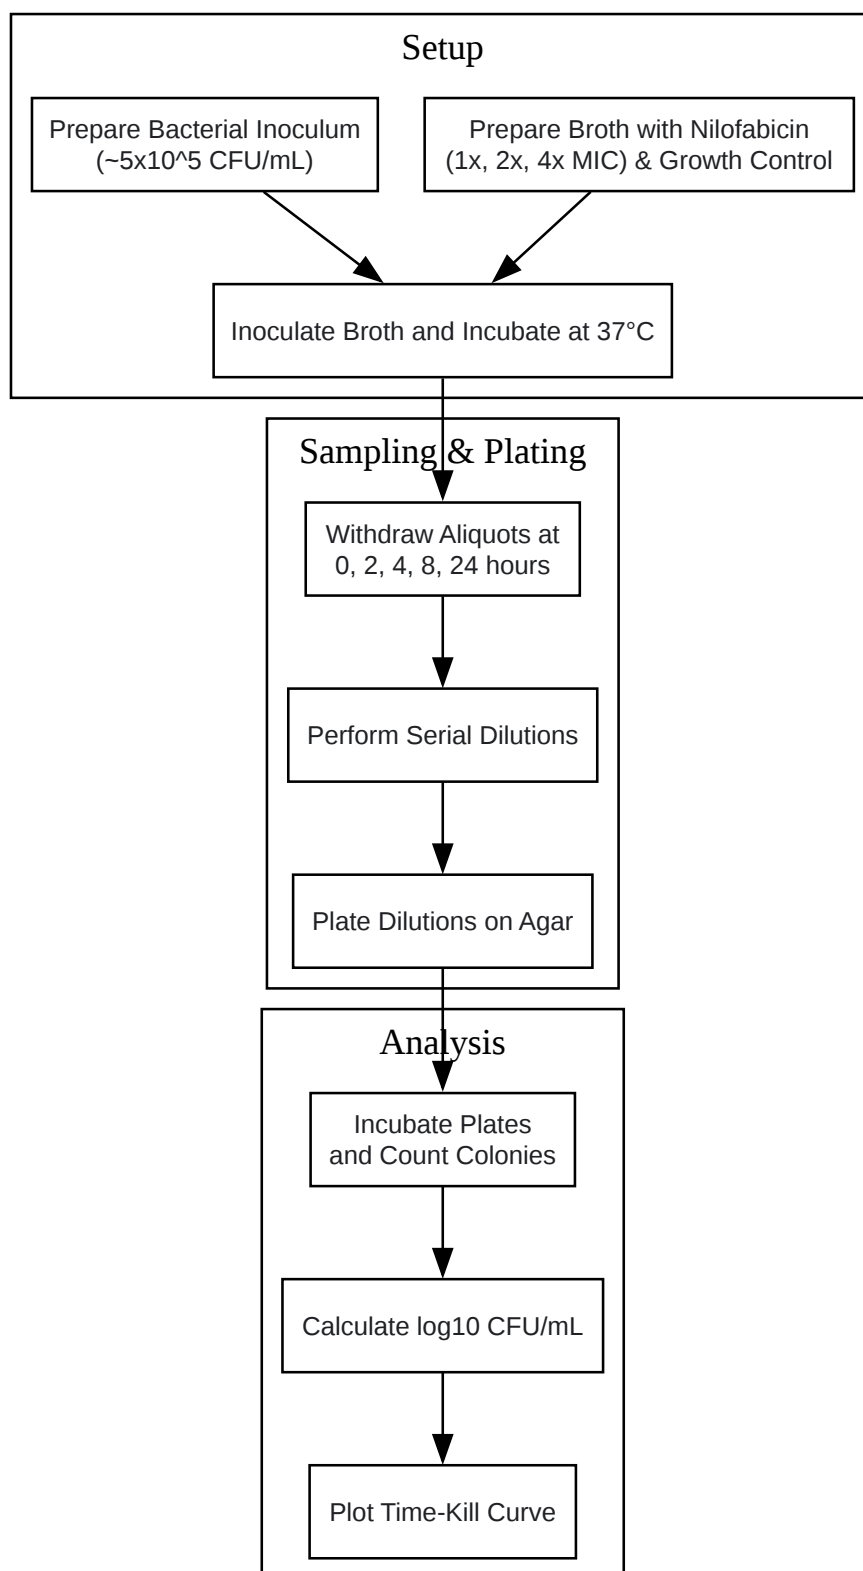 Setup
Prepare Bacterial Inoculum
(~5x10^5 CFU/mL)
Prepare Broth with Nilofabicin
(1x, 2x, 4x MIC) & Growth Control
Inoculate Broth and Incubate at 37°C
Sampling & Plating
Withdraw Aliquots at
0, 2, 4, 8, 24 hours
Perform Serial Dilutions
Plate Dilutions on Agar
Analysis
Incubate Plates
and Count Colonies
Calculate log10 CFU/mL
Plot Time-Kill Curve